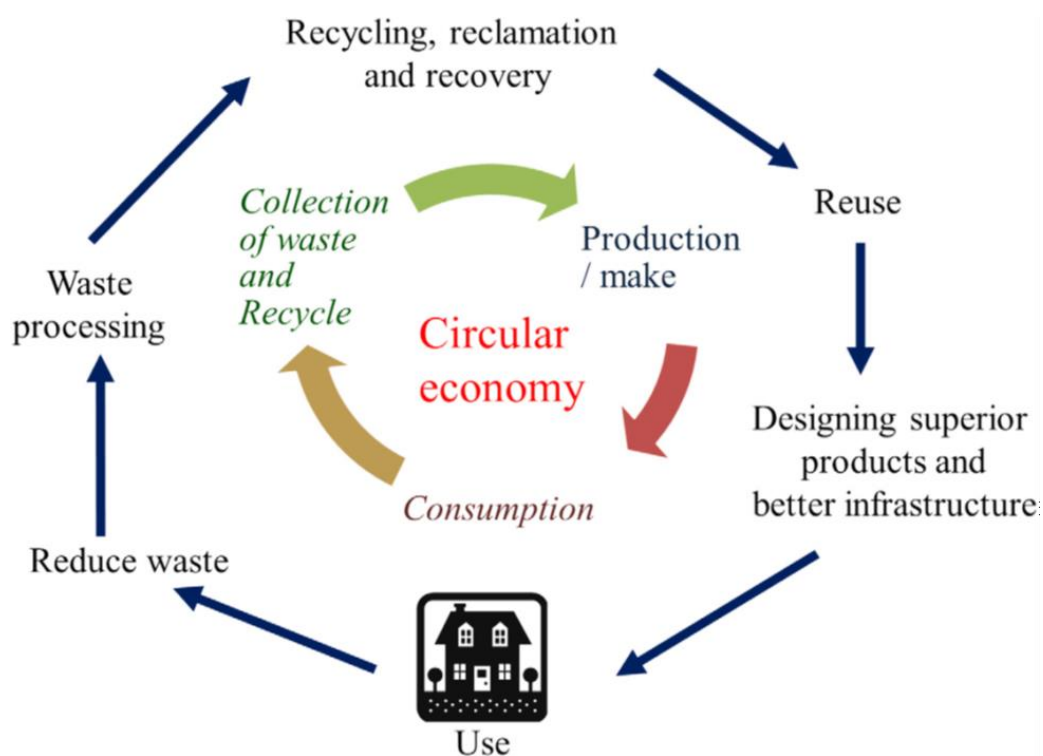 Recycling, reclamation
and recovery
Reuse
Designing superior
products and
better infrastructure
Use
Reduce waste
Waste
processing
Collection
of waste
and
Recycle
Production
/ make
Consumption
Circular
economy